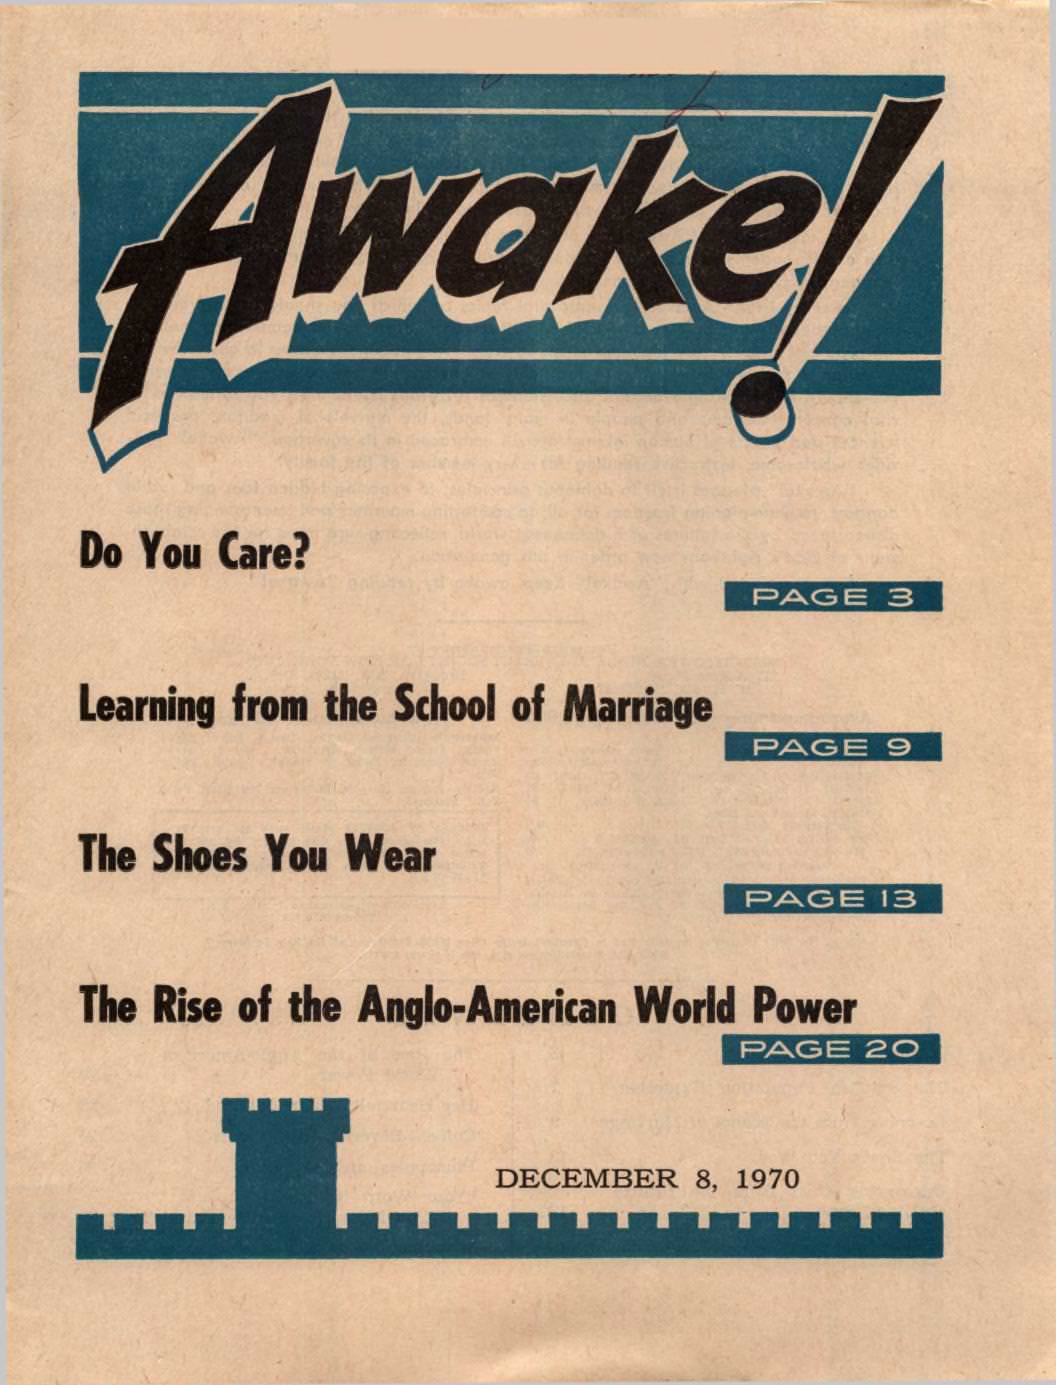 Awake!
Do You Care?
PAGE 3
Learning from the School of Marriage
PAGE 9
The Shoes You Wear
PAGE 13
The Rise of the Anglo-American World Power
PAGE 20
DECEMBER 8, 1970